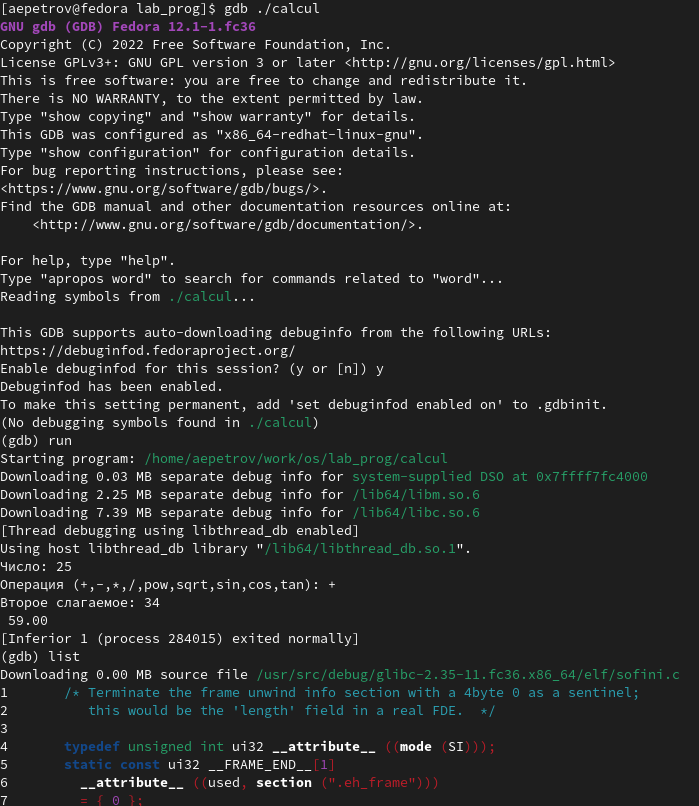 [aepetrov@fedora lab_prog]$ gdb ./calcul
GNU gdb (GDB) Fedora 12.1-1.fc36
Copyright (C) 2022 Free Software Foundation, Inc.
License GPLv3+: GNU GPL version 3 or later <http://gnu.org/licenses/gpl.html>
This is free software: you are free to change and redistribute it.
There is NO WARRANTY, to the extent permitted by law.
Type "show copying" and "show warranty" for details.
This GDB was configured as "x86_64-redhat-linux-gnu".
Type "show configuration" for configuration details.
For bug reporting instructions, please see:
<https://www.gnu.org/software/gdb/bugs/>.
Find the GDB manual and other documentation resources online at:
    <http://www.gnu.org/software/gdb/documentation/>.

For help, type "help".
Type "apropos word" to search for commands related to "word"...
Reading symbols from ./calcul...

This GDB supports auto-downloading debuginfo from the following URLs:
https://debuginfod.fedoraproject.org/
Enable debuginfod for this session? (y or [n]) y
Debuginfod has been enabled.
To make this setting permanent, add 'set debuginfod enabled on' to .gdbinit.
(No debugging symbols found in ./calcul)
(gdb) run
Starting program: /home/aepetrov/work/os/lab_prog/calcul
Downloading 0.03 MB separate debug info for system-supplied DSO at 0x7ffff7fc4000
Downloading 2.25 MB separate debug info for /lib64/libm.so.6
Downloading 7.39 MB separate debug info for /lib64/libc.so.6
[Thread debugging using libthread_db enabled]
Using host libthread_db library "/lib64/libthread_db.so.1".
Число: 25
Операция (+,-,*,/,pow,sqrt,sin,cos,tan): +
Второе слагаемое: 34
 59.00
[Inferior 1 (process 284015) exited normally]
(gdb) list
Downloading 0.00 MB source file /usr/src/debug/glibc-2.35-11.fc36.x86_64/elf/sofini.c
1       /* Terminate the frame unwind info section with a 4byte 0 as a sentinel;
2          this would be the 'length' field in a real FDE.  */
3
4       typedef unsigned int ui32 __attribute__ ((mode (SI)));
5       static const ui32 __FRAME_END__[1]
6         __attribute__ ((used, section (".eh_frame")))
7         = { 0 };